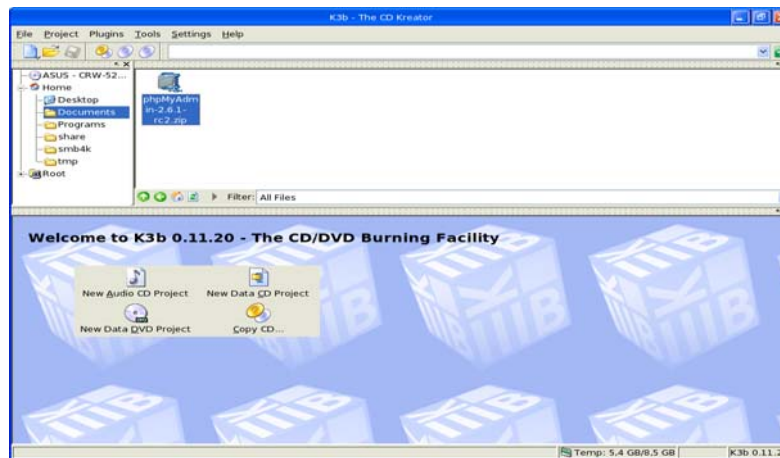 K3b - The CD Kreator
File Project Plugins Tools Settings Help
ASUS - CRW-52...
Home
Desktop
Documents
Programs
share
smb4k
tmp
Root
phpMyAdm
in-2.6.1-
rc2.zip
Filter: All Files
Welcome to K3b 0.11.20 - The CD/DVD Burning Facility
New Audio CD Project New Data CD Project
New Data DVD Project Copy CD...
Temp: 5.4 GB/8.5 GB K3b 0.11.2